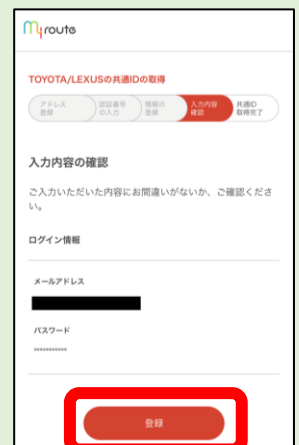 My route
TOYOTA/LEXUSの共通IDの取得
アドレス
登録
認証番号
の入力
情報の
登録
入力内容
確認
共通ID
取得完了
入力内容の確認
ご入力いただいた内容にお間違いがないか、ご確認くださ
い。
ログイン情報
メールアドレス
パスワード
***********
登録